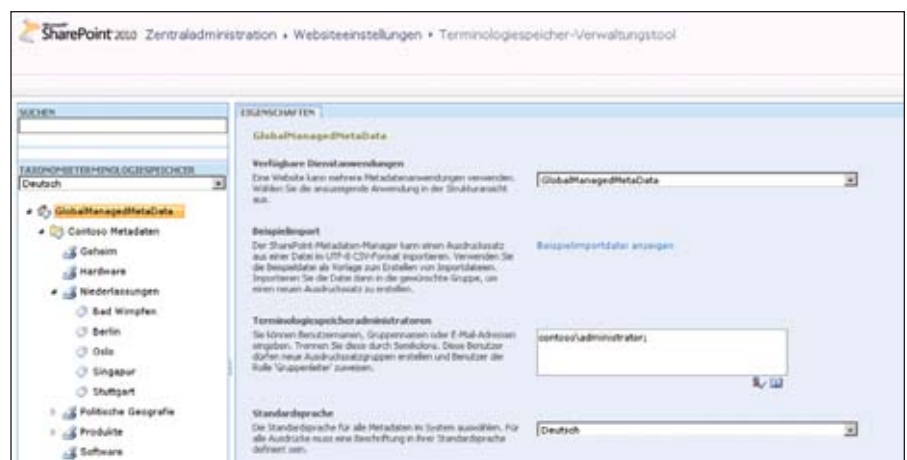 Microsoft
SharePoint 2010 Zentraladministration ▸ Websiteeinstellungen ▸ Terminologiespeicher-Verwaltungstool
SUCHEN
TAXONOMIETERMINOLOGIESPEICHER
Deutsch
GlobalManagedMetaData
Contoso Metadaten
Geheim
Hardware
Niederlassungen
Bad Wimpfen
Berlin
Oslo
Singapur
Stuttgart
Politische Geografie
Produkte
Software
EIGENSCHAFTEN
GlobalManagedMetaData
Verfügbare Dienstanwendungen
Eine Website kann mehrere Metadatenanwendungen verwenden.
Wählen Sie die anzuzeigende Anwendung in der Strukturansicht
aus.
GlobalManagedMetaData
Beispielimport
Der SharePoint-Metadaten-Manager kann einen Ausdruckssatz
aus einer Datei im UTF-8 CSV-Format importieren. Verwenden Sie
die Beispieldatei als Vorlage zum Erstellen von Importdateien.
Importieren Sie die Datei dann in die gewünschte Gruppe, um
einen neuen Ausdruckssatz zu erstellen.
Beispielimportdatei anzeigen
Terminologiespeicheradministratoren
Sie können Benutzernamen, Gruppennamen oder E-Mail-Adressen
eingeben. Trennen Sie diese durch Semikolons. Diese Benutzer
dürfen neue Ausdruckssatzgruppen erstellen und Benutzer der
Rolle 'Gruppenleiter' zuweisen.
contoso\administrator;
Standardsprache
Die Standardsprache für alle Metadaten im System auswählen. Für
alle Ausdrücke muss eine Beschriftung in ihrer Standardsprache
definiert sein.
Deutsch